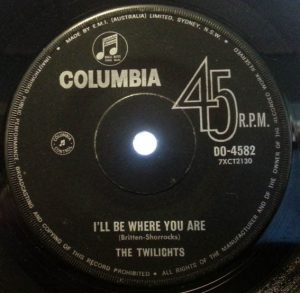 MADE BY E.M.I. (AUSTRALIA) LIMITED, SYDNEY, N.S.W.
COLUMBIA
45 R.P.M.
DO-4582
7XCT2130
I'LL BE WHERE YOU ARE
(Britten-Shorrocks)
THE TWILIGHTS
ALL RIGHTS OF THE MANUFACTURER AND OF THE OWNER OF THE RECORDED WORK RESERVED
UNAUTHORISED PUBLIC PERFORMANCE BROADCASTING AND COPYING OF THIS RECORD PROHIBITED